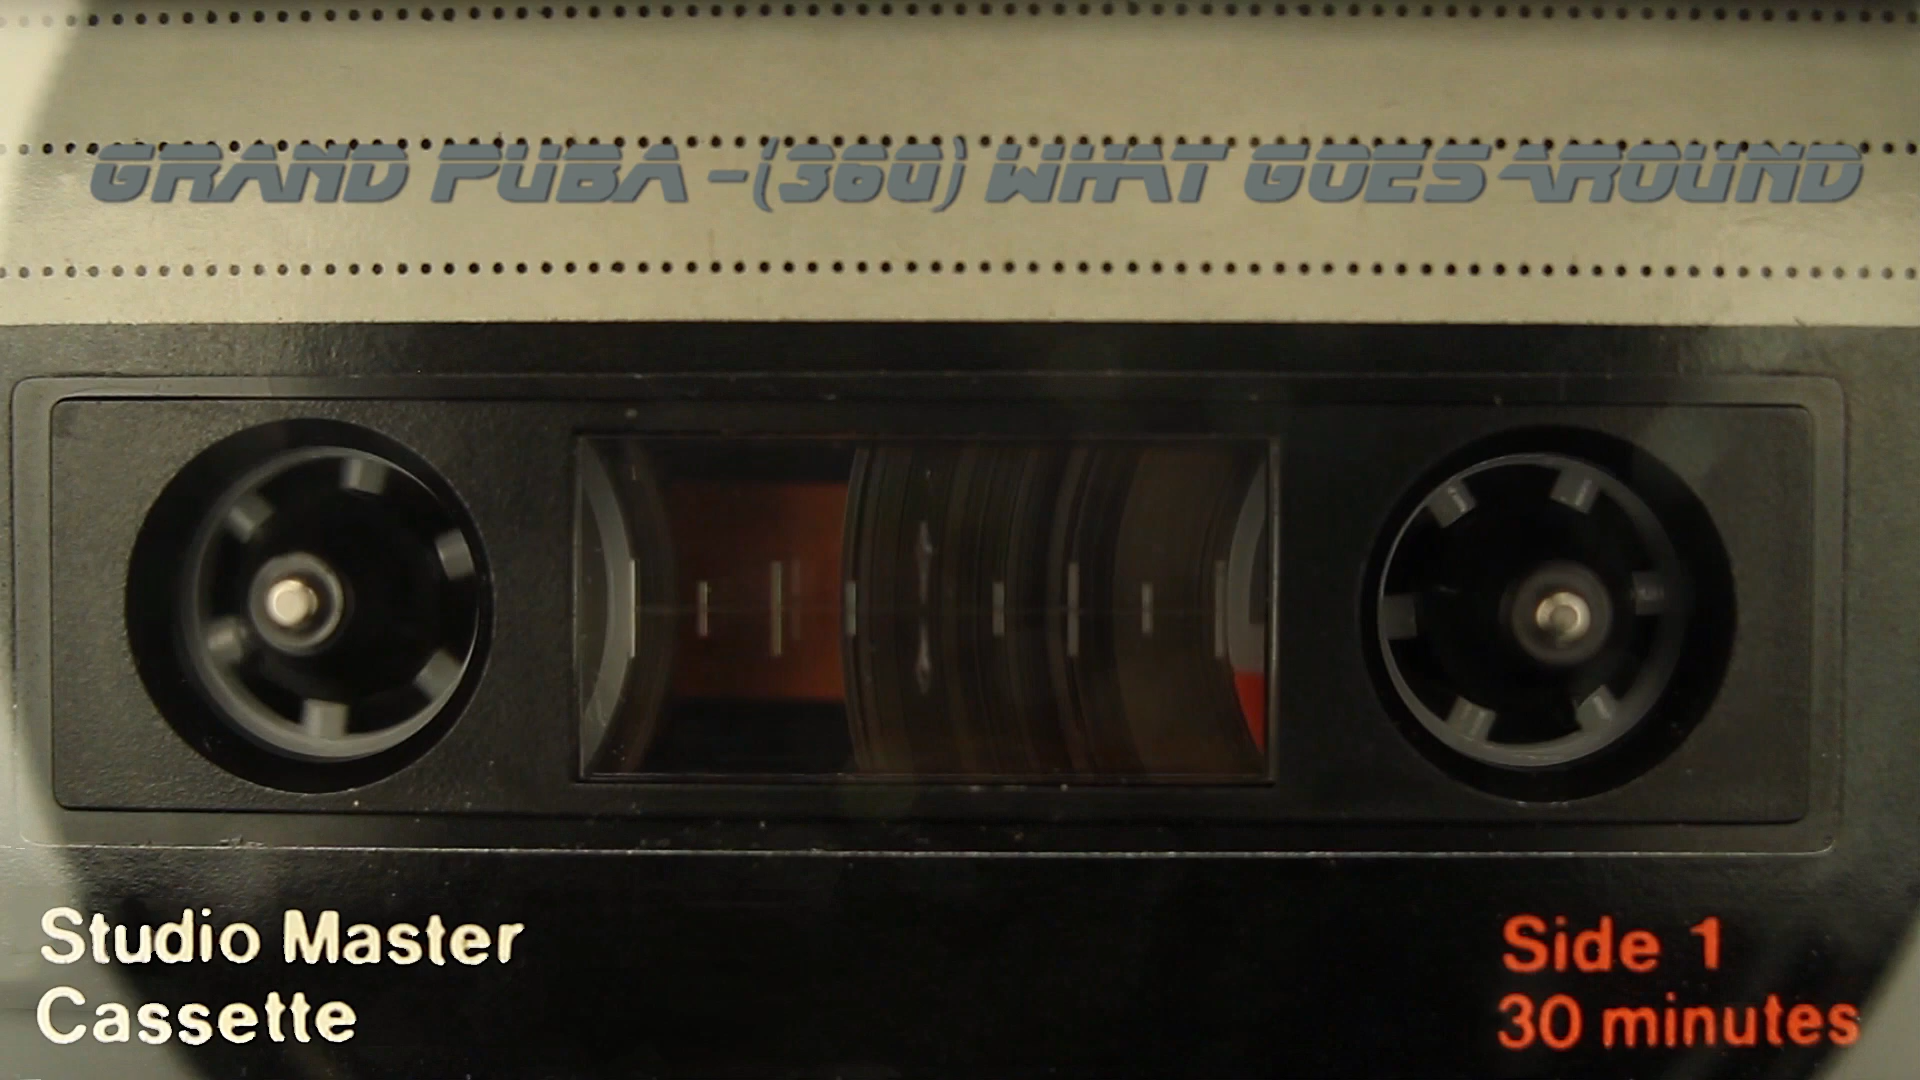 GRAND PUBA -(360) WHAT GOES AROUND
Studio Master
Cassette
Side 1
30 minutes